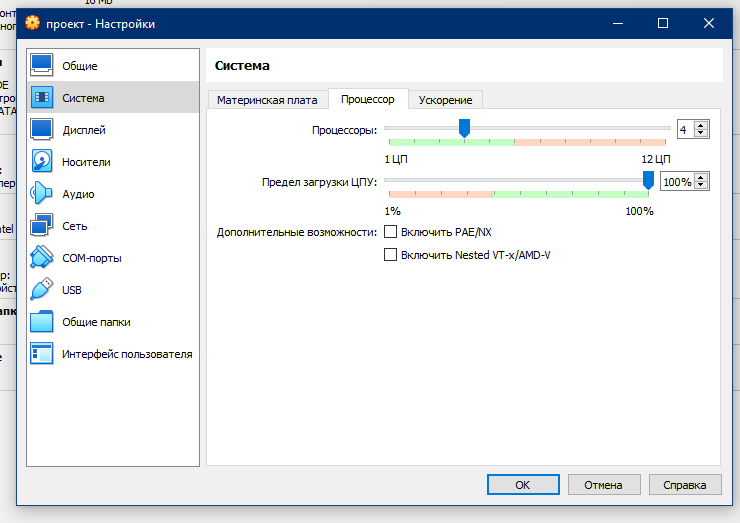 проект - Настройки
Общие
Система
Дисплей
Носители
Аудио
Сеть
COM-порты
USB
Общие папки
Интерфейс пользователя
Система
Материнская плата
Процессор
Ускорение
Процессоры:
4
1 ЦП
12 ЦП
Предел загрузки ЦПУ:
100%
1%
100%
Дополнительные возможности:
Включить PAE/NX
Включить Nested VT-x/AMD-V
OK
Отмена
Справка